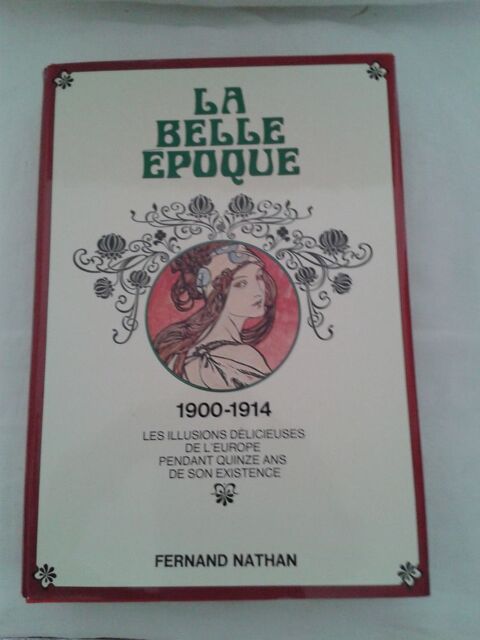 LA
BELLE
EPOQUE
1900-1914
LES ILLUSIONS DÉLICIEUSES
DE L'EUROPE
PENDANT QUINZE ANS
DE SON EXISTENCE
FERNAND NATHAN